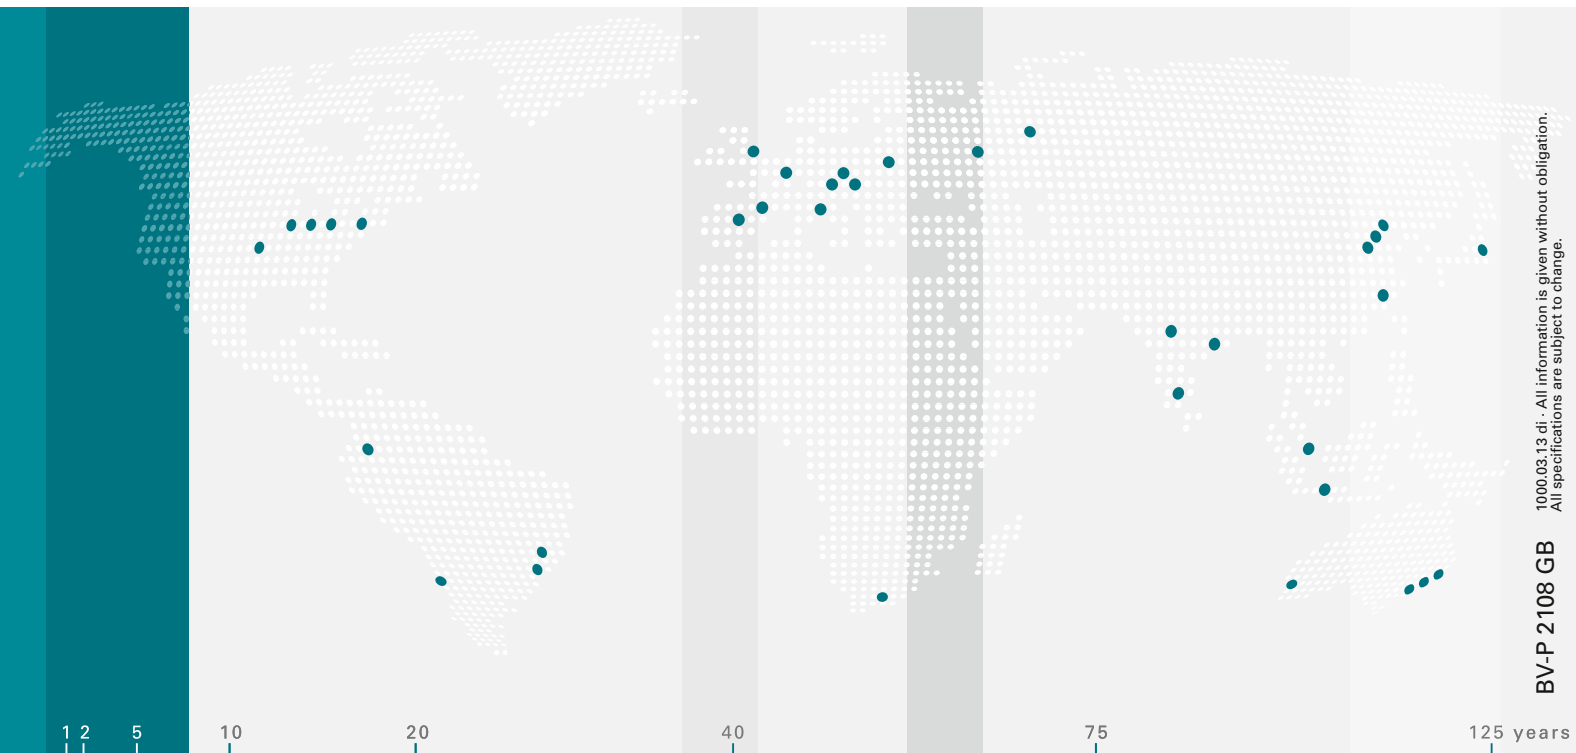 1000.03.13 di · All information is given without obligation.
All specifications are subject to change.
BV-P 2108 GB
1 2 5 10 20 40 75 125 years